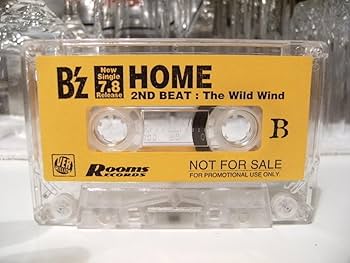 B'z
New
Single
7.8
Release
HOME
2ND BEAT : The Wild Wind
B
VERMILLION
Rooms
RECORDS
NOT FOR SALE
FOR PROMOTIONAL USE ONLY.